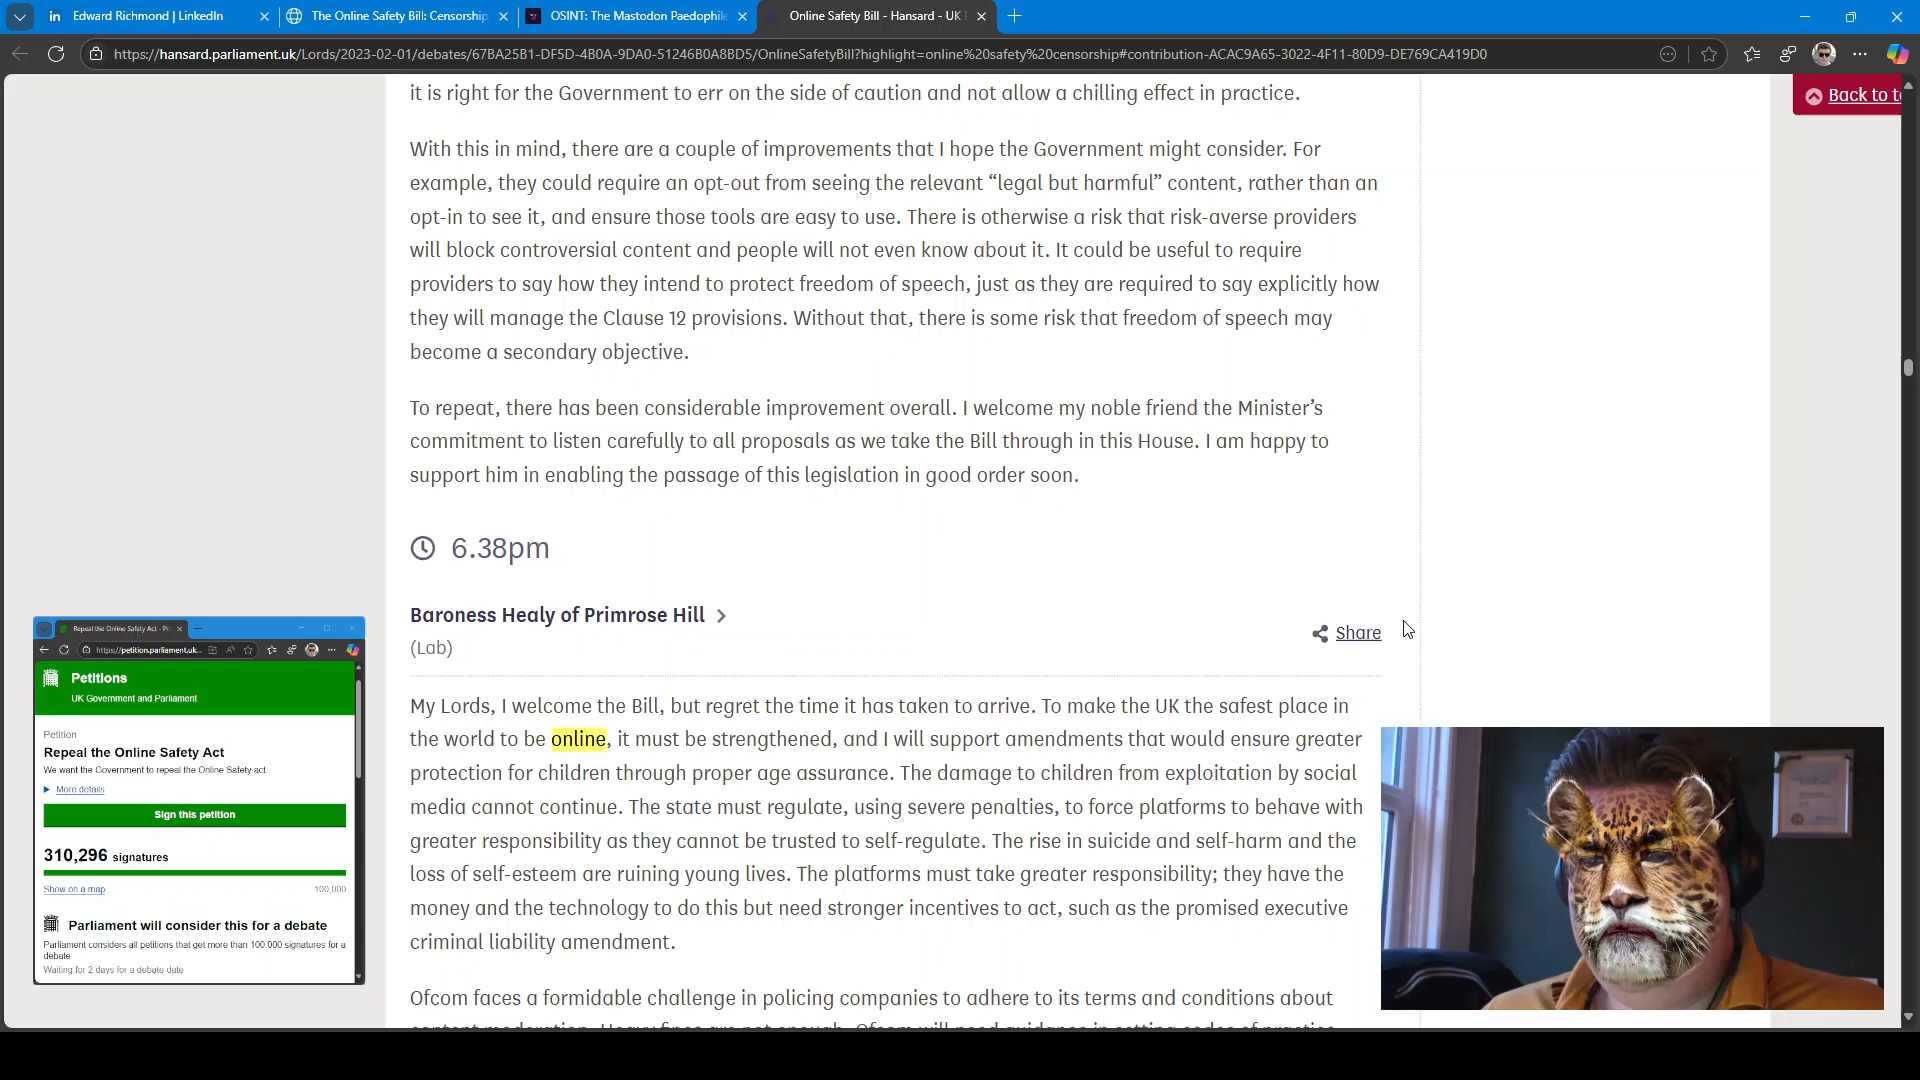 Edward Richmond | LinkedIn
The Online Safety Bill: Censorship
OSINT: The Mastodon Paedophile
Online Safety Bill - Hansard - UK
https://hansard.parliament.uk/Lords/2023-02-01/debates/67BA25B1-DF5D-4B0A-9DA0-51246B0A8BD5/OnlineSafetyBill?highlight=online%20safety%20censorship#contribution-ACAC9A65-3022-4F11-80D9-DE769CA419D0
Back to t
it is right for the Government to err on the side of caution and not allow a chilling effect in practice.
With this in mind, there are a couple of improvements that I hope the Government might consider. For
example, they could require an opt-out from seeing the relevant “legal but harmful” content, rather than an
opt-in to see it, and ensure those tools are easy to use. There is otherwise a risk that risk-averse providers
will block controversial content and people will not even know about it. It could be useful to require
providers to say how they intend to protect freedom of speech, just as they are required to say explicitly how
they will manage the Clause 12 provisions. Without that, there is some risk that freedom of speech may
become a secondary objective.
To repeat, there has been considerable improvement overall. I welcome my noble friend the Minister’s
commitment to listen carefully to all proposals as we take the Bill through in this House. I am happy to
support him in enabling the passage of this legislation in good order soon.
6.38pm
Baroness Healy of Primrose Hill
(Lab)
Share
My Lords, I welcome the Bill, but regret the time it has taken to arrive. To make the UK the safest place in
the world to be online, it must be strengthened, and I will support amendments that would ensure greater
protection for children through proper age assurance. The damage to children from exploitation by social
media cannot continue. The state must regulate, using severe penalties, to force platforms to behave with
greater responsibility as they cannot be trusted to self-regulate. The rise in suicide and self-harm and the
loss of self-esteem are ruining young lives. The platforms must take greater responsibility; they have the
money and the technology to do this but need stronger incentives to act, such as the promised executive
criminal liability amendment.
Ofcom faces a formidable challenge in policing companies to adhere to its terms and conditions about
Repeal the Online Safety Act - P
https://petition.parliament.uk...
Petitions
UK Government and Parliament
Petition
Repeal the Online Safety Act
We want the Government to repeal the Online Safety act.
More details
Sign this petition
310,296 signatures
Show on a map
100,000
Parliament will consider this for a debate
Parliament considers all petitions that get more than 100,000 signatures for a
debate
Waiting for 2 days for a debate date